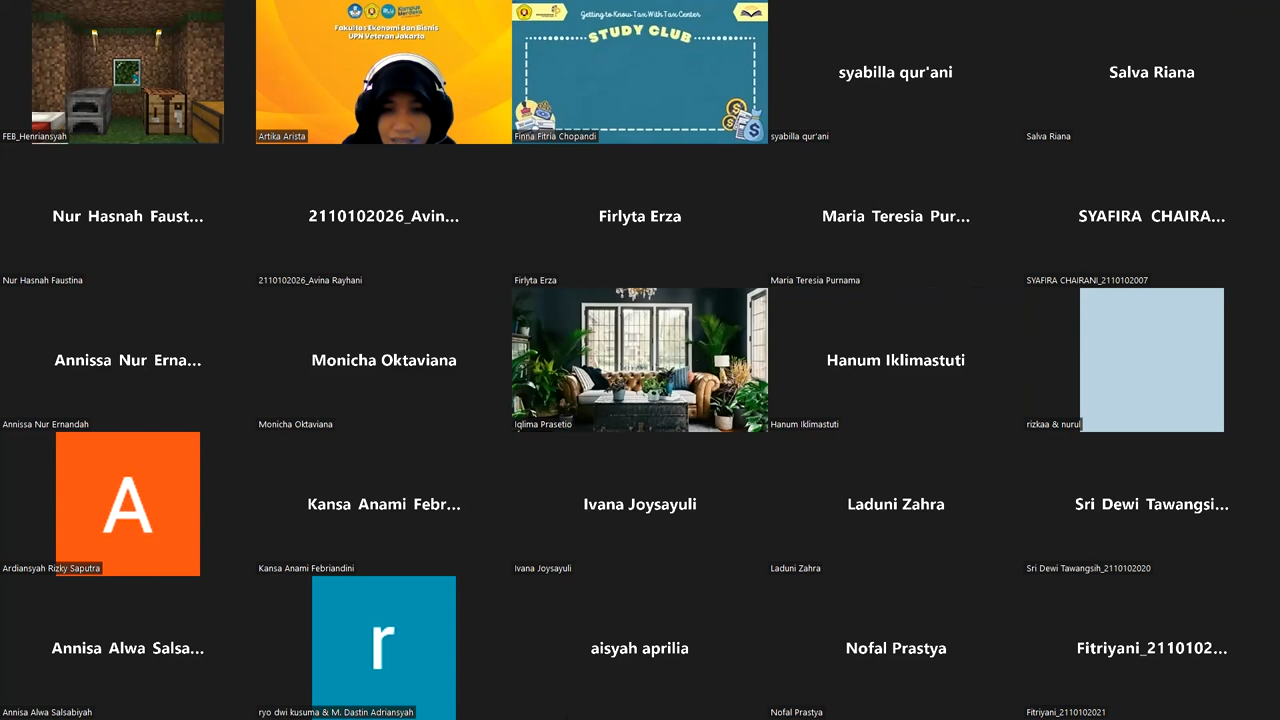 FEB_Henriansyah
Kampus
Merdeka
Fakultas Ekonomi dan Bisnis
UPN Veteran Jakarta
Artika Arista
Getting to Know Tax With Tax Center
STUDY CLUB
Finna Fitria Chopandi
syabilla qur'ani
syabilla qur'ani
Salva Riana
Salva Riana
Nur Hasnah Faust...
Nur Hasnah Faustina
2110102026_Avin...
2110102026_Avina Rayhani
Firlyta Erza
Firlyta Erza
Maria Teresia Pur...
Maria Teresia Purnama
SYAFIRA CHAIRA...
SYAFIRA CHAIRANI_2110102007
Annissa Nur Erna...
Annissa Nur Ernandah
Monicha Oktaviana
Monicha Oktaviana
Iqlima Prasetio
Hanum Iklimastuti
Hanum Iklimastuti
rizkaa & nurul
A
Ardiansyah Rizky Saputra
Kansa Anami Febr...
Kansa Anami Febriandini
Ivana Joysayuli
Ivana Joysayuli
Laduni Zahra
Laduni Zahra
Sri Dewi Tawangsi...
Sri Dewi Tawangsih_2110102020
Annisa Alwa Salsa...
Annisa Alwa Salsabiyah
r
ryo dwi kusuma & M. Dastin Adriansyah
aisyah aprilia
Nofal Prastya
Nofal Prastya
Fitriyani_2110102...
Fitriyani_2110102021